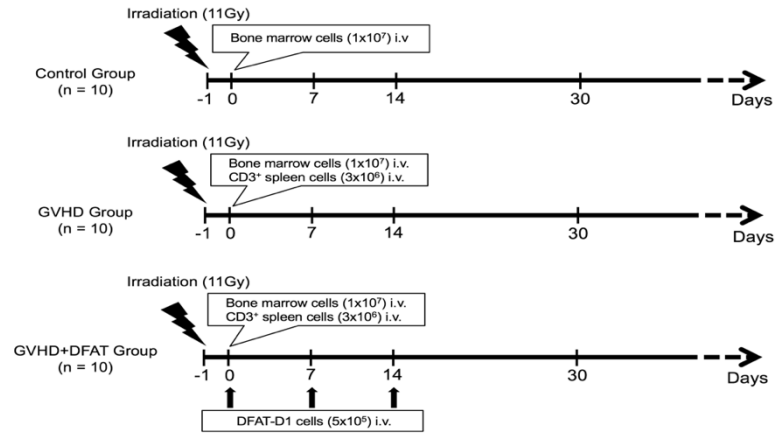 Irradiation (11Gy)
Bone marrow cells (1x10⁷) i.v
Control Group
(n = 10)
-1 0 7 14 30
Days
Irradiation (11Gy)
Bone marrow cells (1x10⁷) i.v.
CD3⁺ spleen cells (3x10⁶) i.v.
GVHD Group
(n = 10)
-1 0 7 14 30
Days
Irradiation (11Gy)
Bone marrow cells (1x10⁷) i.v.
CD3⁺ spleen cells (3x10⁶) i.v.
GVHD+DFAT Group
(n = 10)
-1 0 7 14 30
Days
DFAT-D1 cells (5x10⁵) i.v.